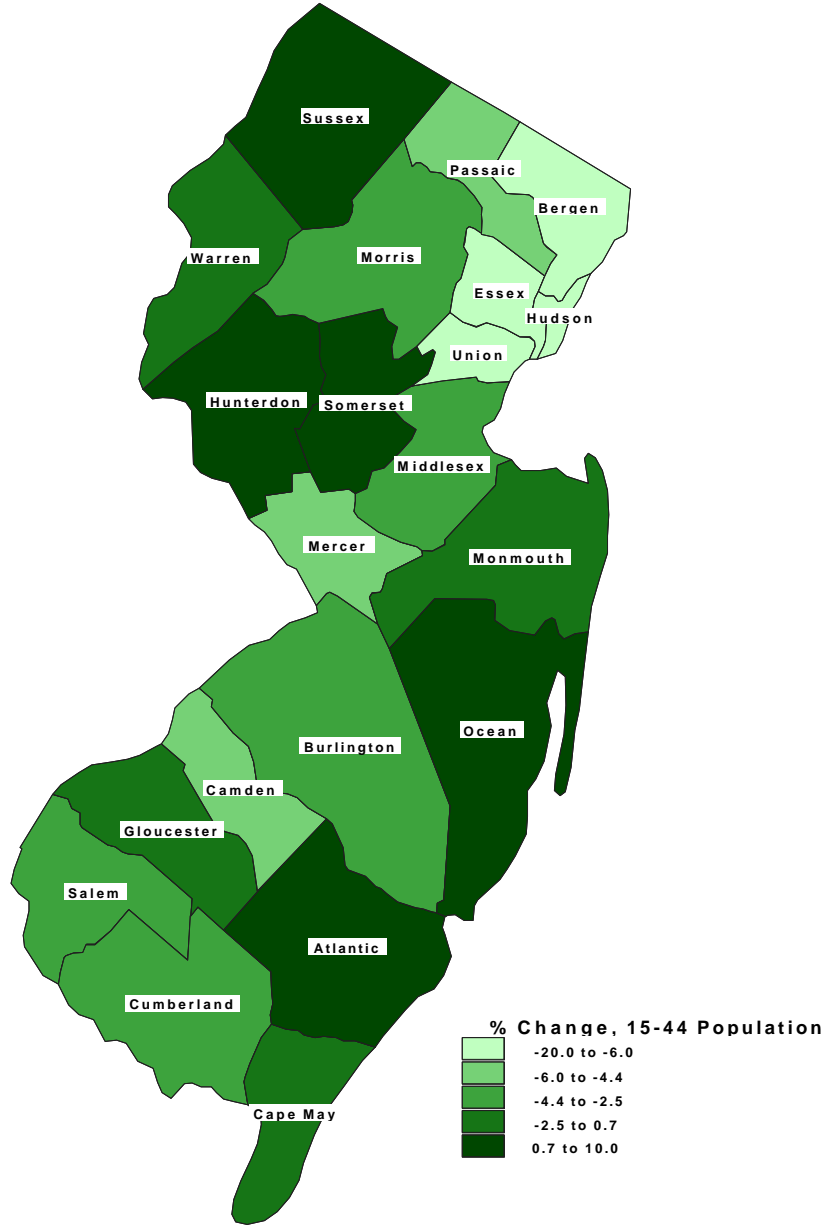 Sussex
Passaic
Bergen
Warren
Morris
Essex
Hudson
Union
Hunterdon
Somerset
Middlesex
Mercer
Monmouth
Ocean
Burlington
Camden
Gloucester
Salem
Atlantic
Cumberland
Cape May
% Change, 15-44 Population
-20.0 to -6.0
-6.0 to -4.4
-4.4 to -2.5
-2.5 to 0.7
0.7 to 10.0